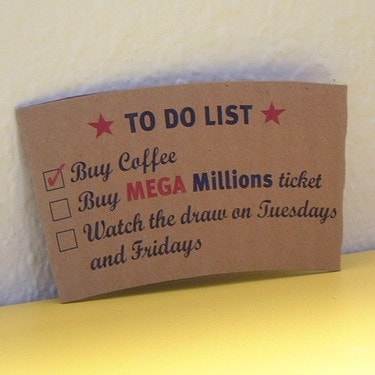 TO DO LIST
Buy Coffee
Buy MEGA Millions ticket
Watch the draw on Tuesdays
and Fridays